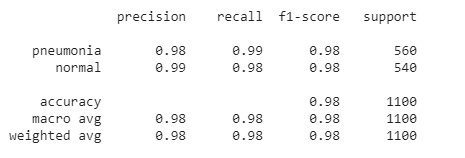 precision recall f1-score support
pneumonia 0.98 0.99 0.98 560
normal 0.99 0.98 0.98 540
accuracy 0.98 1100
macro avg 0.98 0.98 0.98 1100
weighted avg 0.98 0.98 0.98 1100